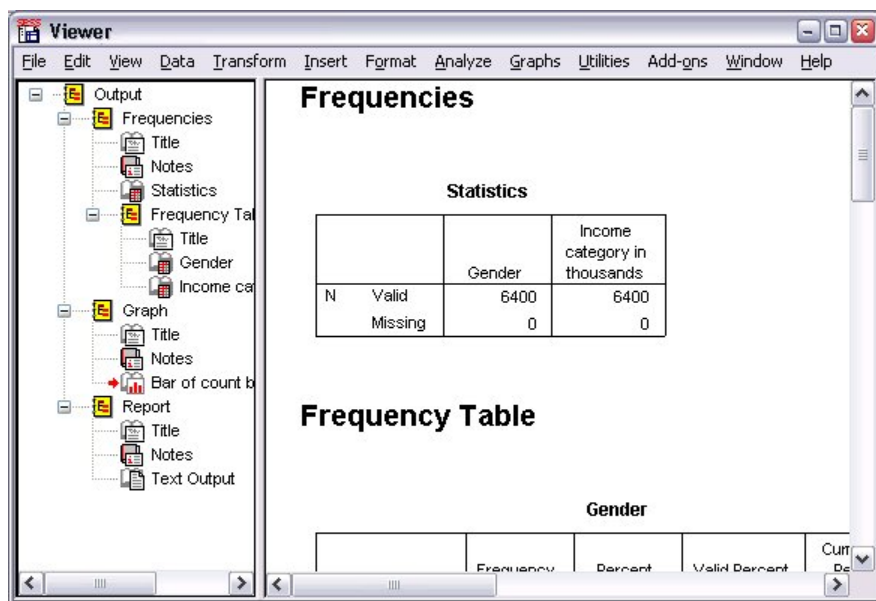 Viewer
File Edit View Data Transform Insert Format Analyze Graphs Utilities Add-ons Window Help
Output
Frequencies
Title
Notes
Statistics
Frequency Tal
Title
Gender
Income ca
Graph
Title
Notes
Bar of count b
Report
Title
Notes
Text Output
Frequencies
Statistics
Gender
Income category in thousands
N Valid 6400 6400
Missing 0 0
Frequency Table
Gender
Frequency Percent Valid Percent